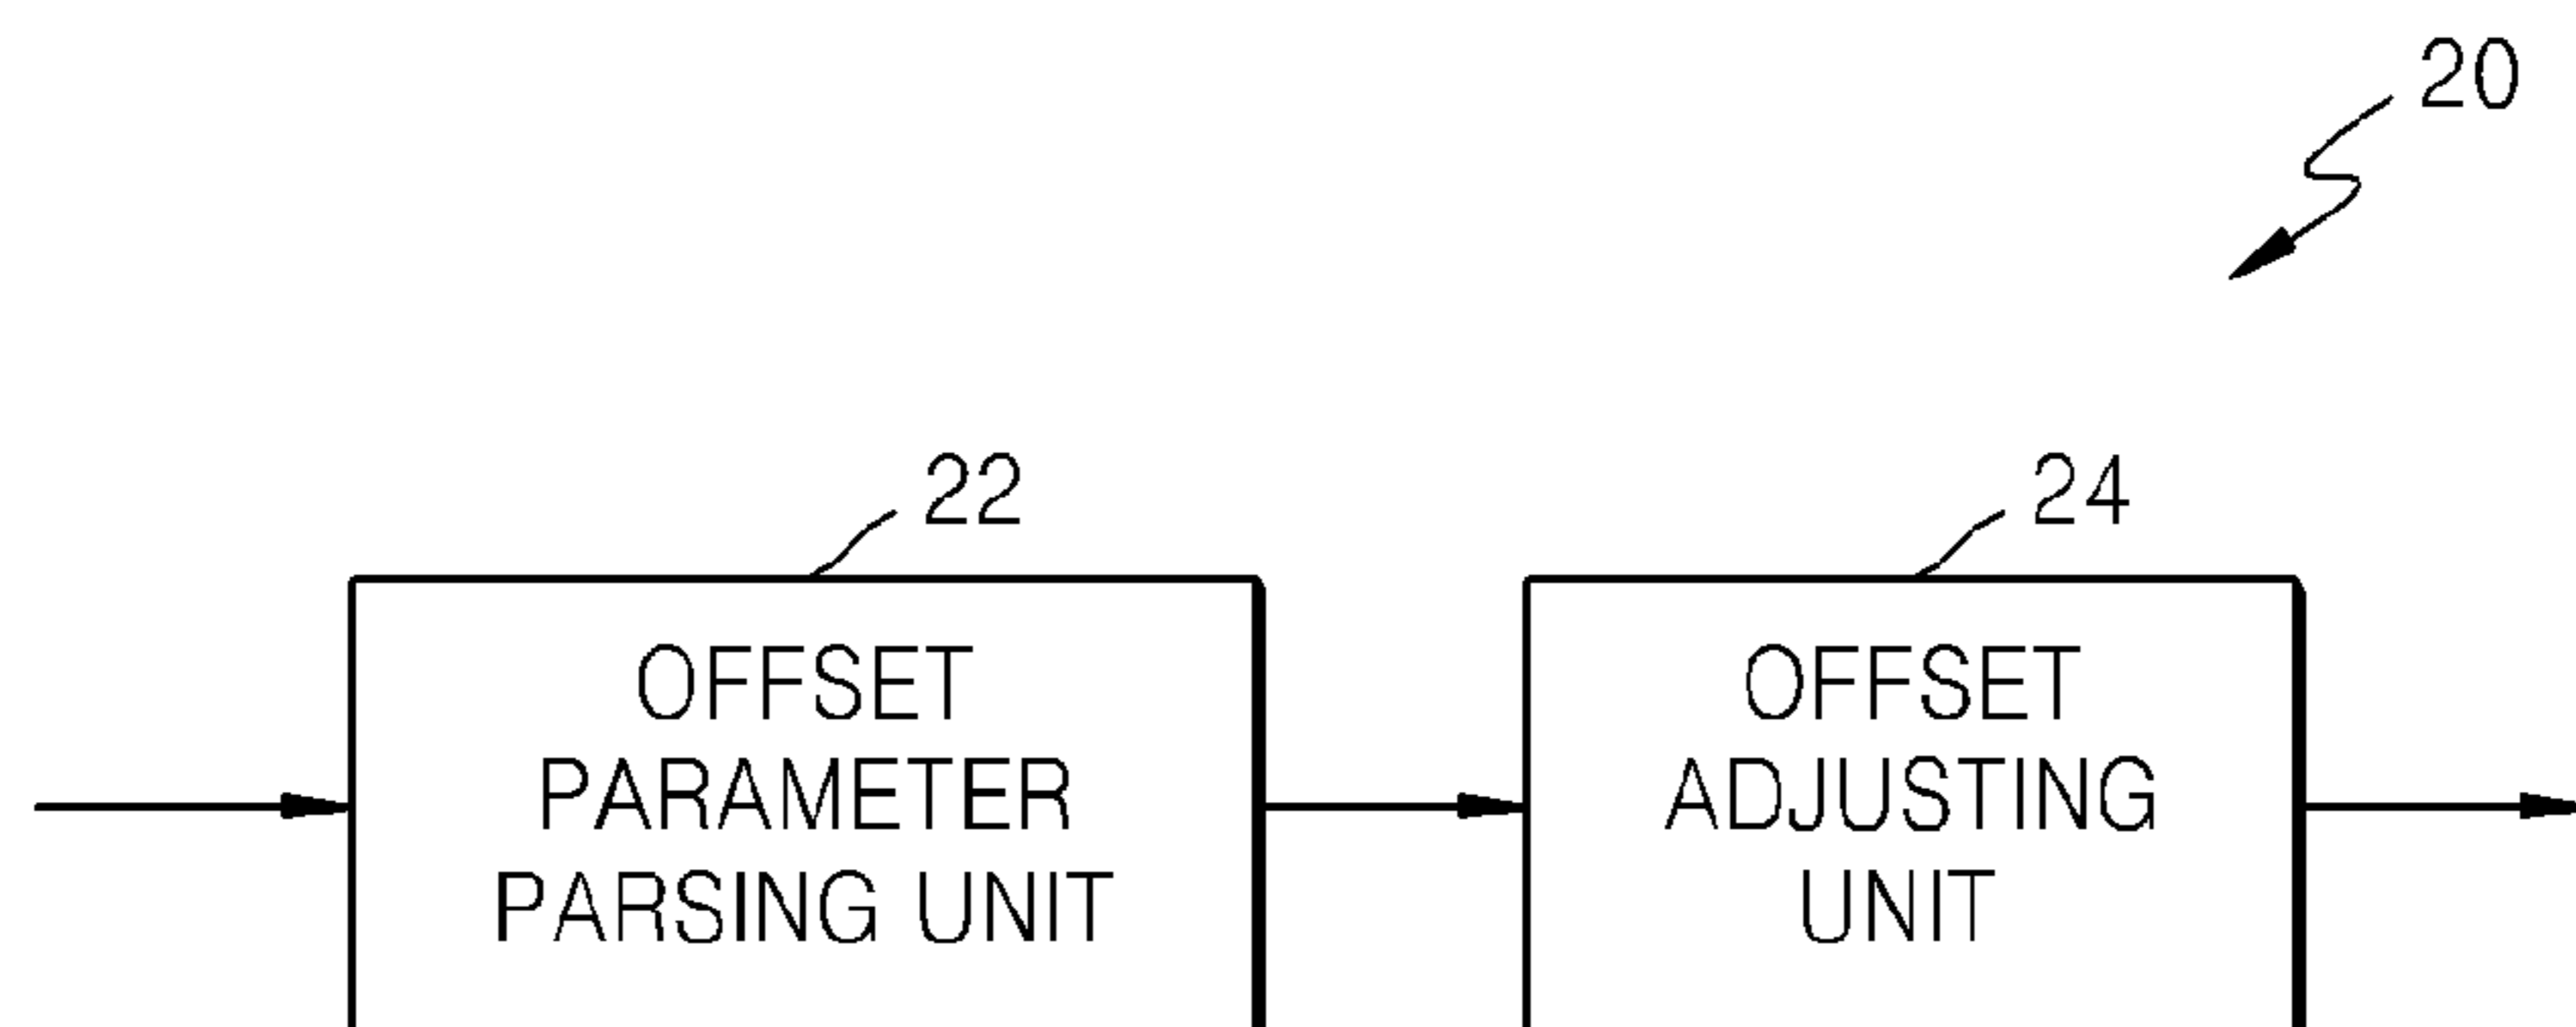 20
22
OFFSET
PARAMETER
PARSING UNIT
24
OFFSET
ADJUSTING
UNIT